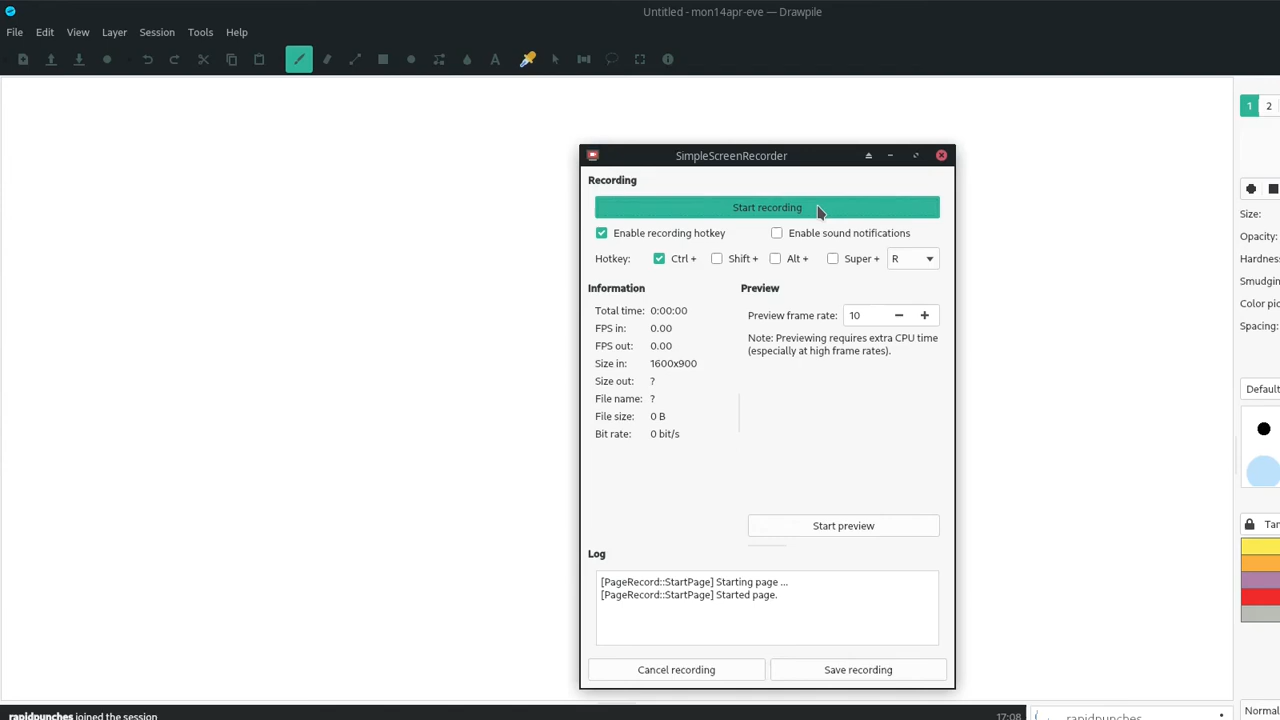 Untitled - mon14apr-eve — Drawpile
File Edit View Layer Session Tools Help
A
1 2
SimpleScreenRecorder
Recording
Start recording
Enable recording hotkey Enable sound notifications
Hotkey: Ctrl + Shift + Alt + Super + R
Information Preview
Total time: 0:00:00
Preview frame rate: 10
FPS in: 0.00
Note: Previewing requires extra CPU time
FPS out: 0.00
(especially at high frame rates).
Size in: 1600x900
Size out: ?
File name: ?
File size: 0 B
Bit rate: 0 bit/s
Start preview
Log
[PageRecord::StartPage] Starting page ...
[PageRecord::StartPage] Started page.
Cancel recording Save recording
Size:
Opacity:
Hardness
Smudgin
Color pic
Spacing:
Default
Tan
Normal
rapidpunches joined the session 17:08
rapidpunches